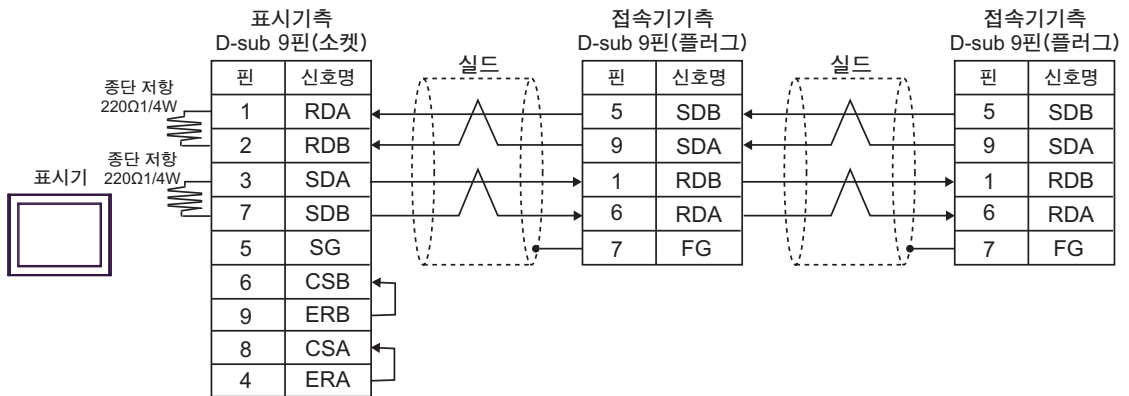 표시기측
D-sub 9핀(소켓)
접속기기측
D-sub 9핀(플러그)
접속기기측
D-sub 9핀(플러그)
종단 저항
220Ω1/4W
종단 저항
220Ω1/4W
표시기
핀 신호명
1 RDA
2 RDB
3 SDA
7 SDB
5 SG
6 CSB
9 ERB
8 CSA
4 ERA
실드
핀 신호명
5 SDB
9 SDA
1 RDB
6 RDA
7 FG
실드
핀 신호명
5 SDB
9 SDA
1 RDB
6 RDA
7 FG